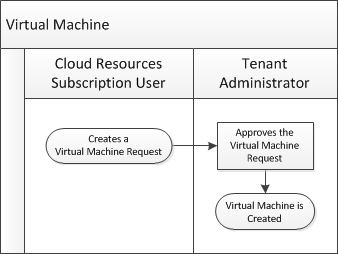 Virtual Machine
Cloud Resources
Subscription User
Tenant
Administrator
Creates a
Virtual Machine Request
Approves the
Virtual Machine
Request
Virtual Machine is
Created